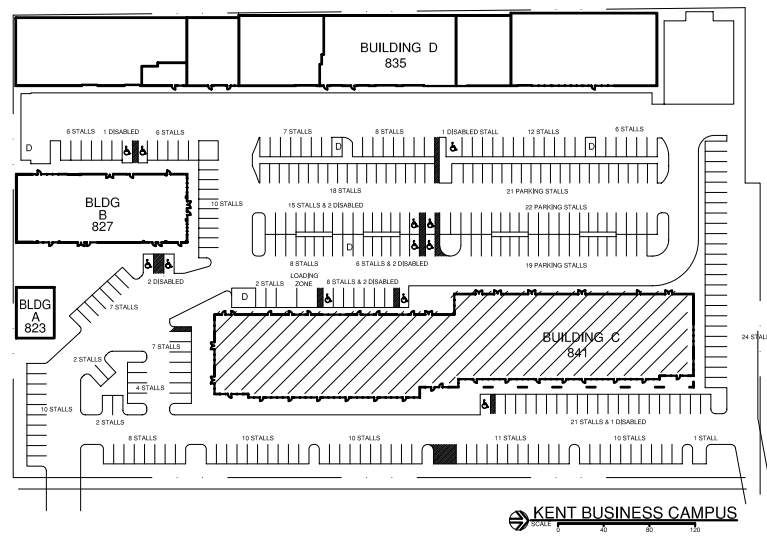 BUILDING D
835
6 STALLS
1 DISABLED
6 STALLS
7 STALLS
8 STALLS
1 DISABLED STALL
12 STALLS
6 STALLS
D
D
D
18 STALLS
21 PARKING STALLS
BLDG
B
827
10 STALLS
15 STALLS & 2 DISABLED
22 PARKING STALLS
D
8 STALLS
6 STALLS & 2 DISABLED
19 PARKING STALLS
2 DISABLED
7 STALLS
2 STALLS
LOADING
ZONE
6 STALLS & 2 DISABLED
D
BLDG
A
823
BUILDING C
841
24 STALL
7 STALLS
2 STALLS
4 STALLS
10 STALLS
2 STALLS
21 STALLS & 1 DISABLED
8 STALLS
10 STALLS
10 STALLS
11 STALLS
10 STALLS
1 STALL
KENT BUSINESS CAMPUS
SCALE
0
40
80
120